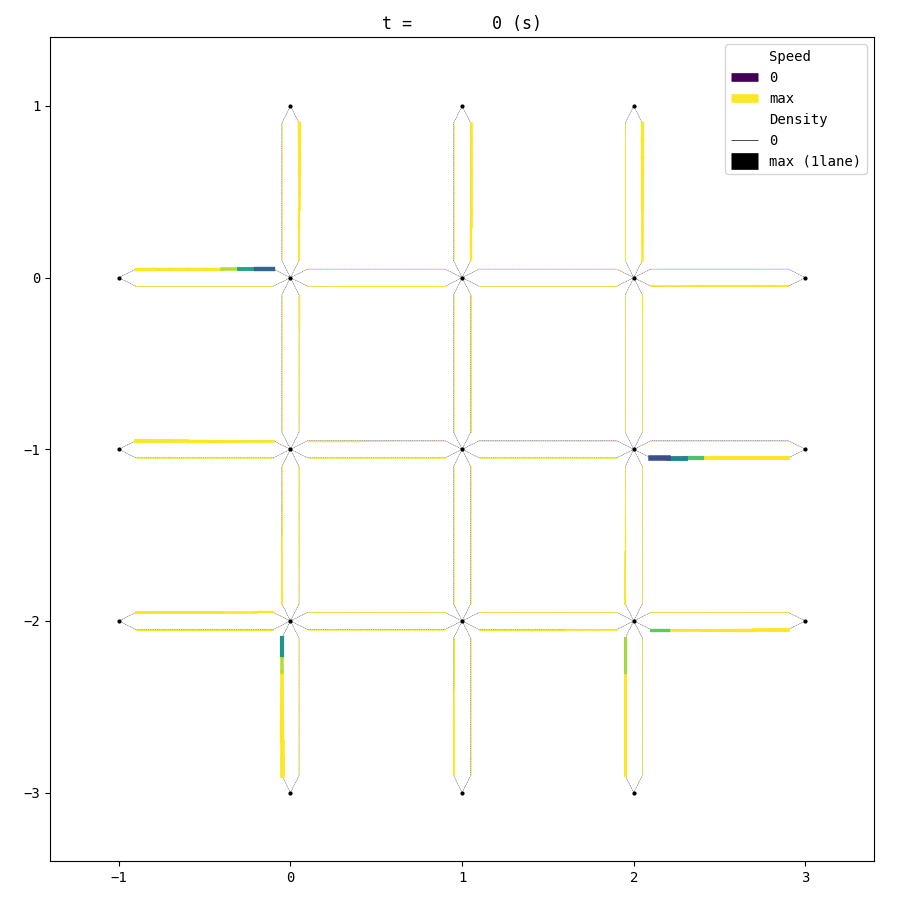 t =        0 (s)
Speed
0
max
Density
0
max (1lane)
1
0
−1
−2
−3
−1 0 1 2 3